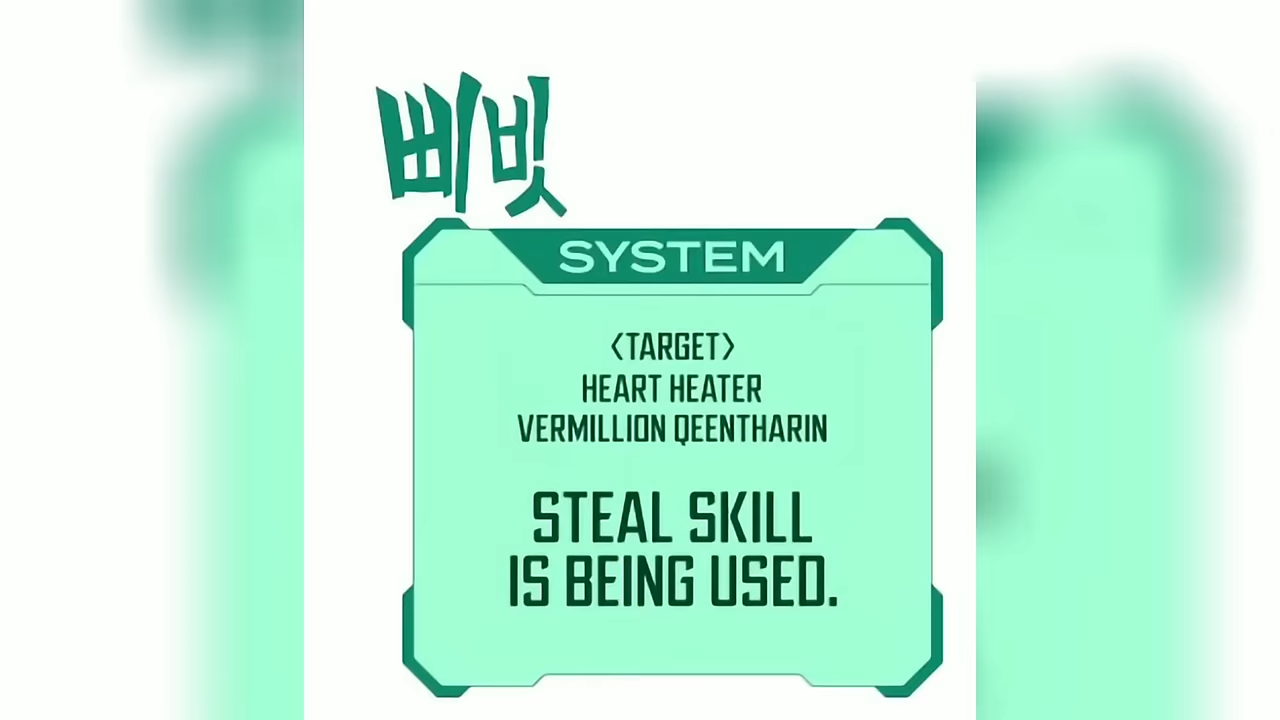 삐빗
SYSTEM
<TARGET>
HEART HEATER
VERMILLION QEENTHARIN
STEAL SKILL
IS BEING USED.